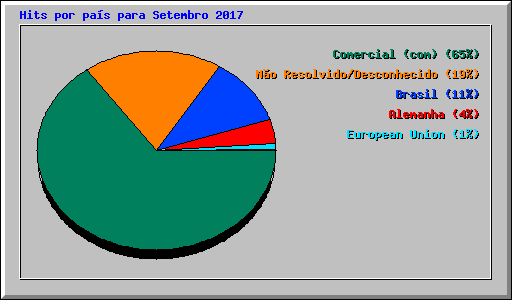 Hits por país para Setembro 2017
Comercial (com) (65%)
Não Resolvido/Desconhecido (19%)
Brasil (11%)
Alemanha (4%)
European Union (1%)